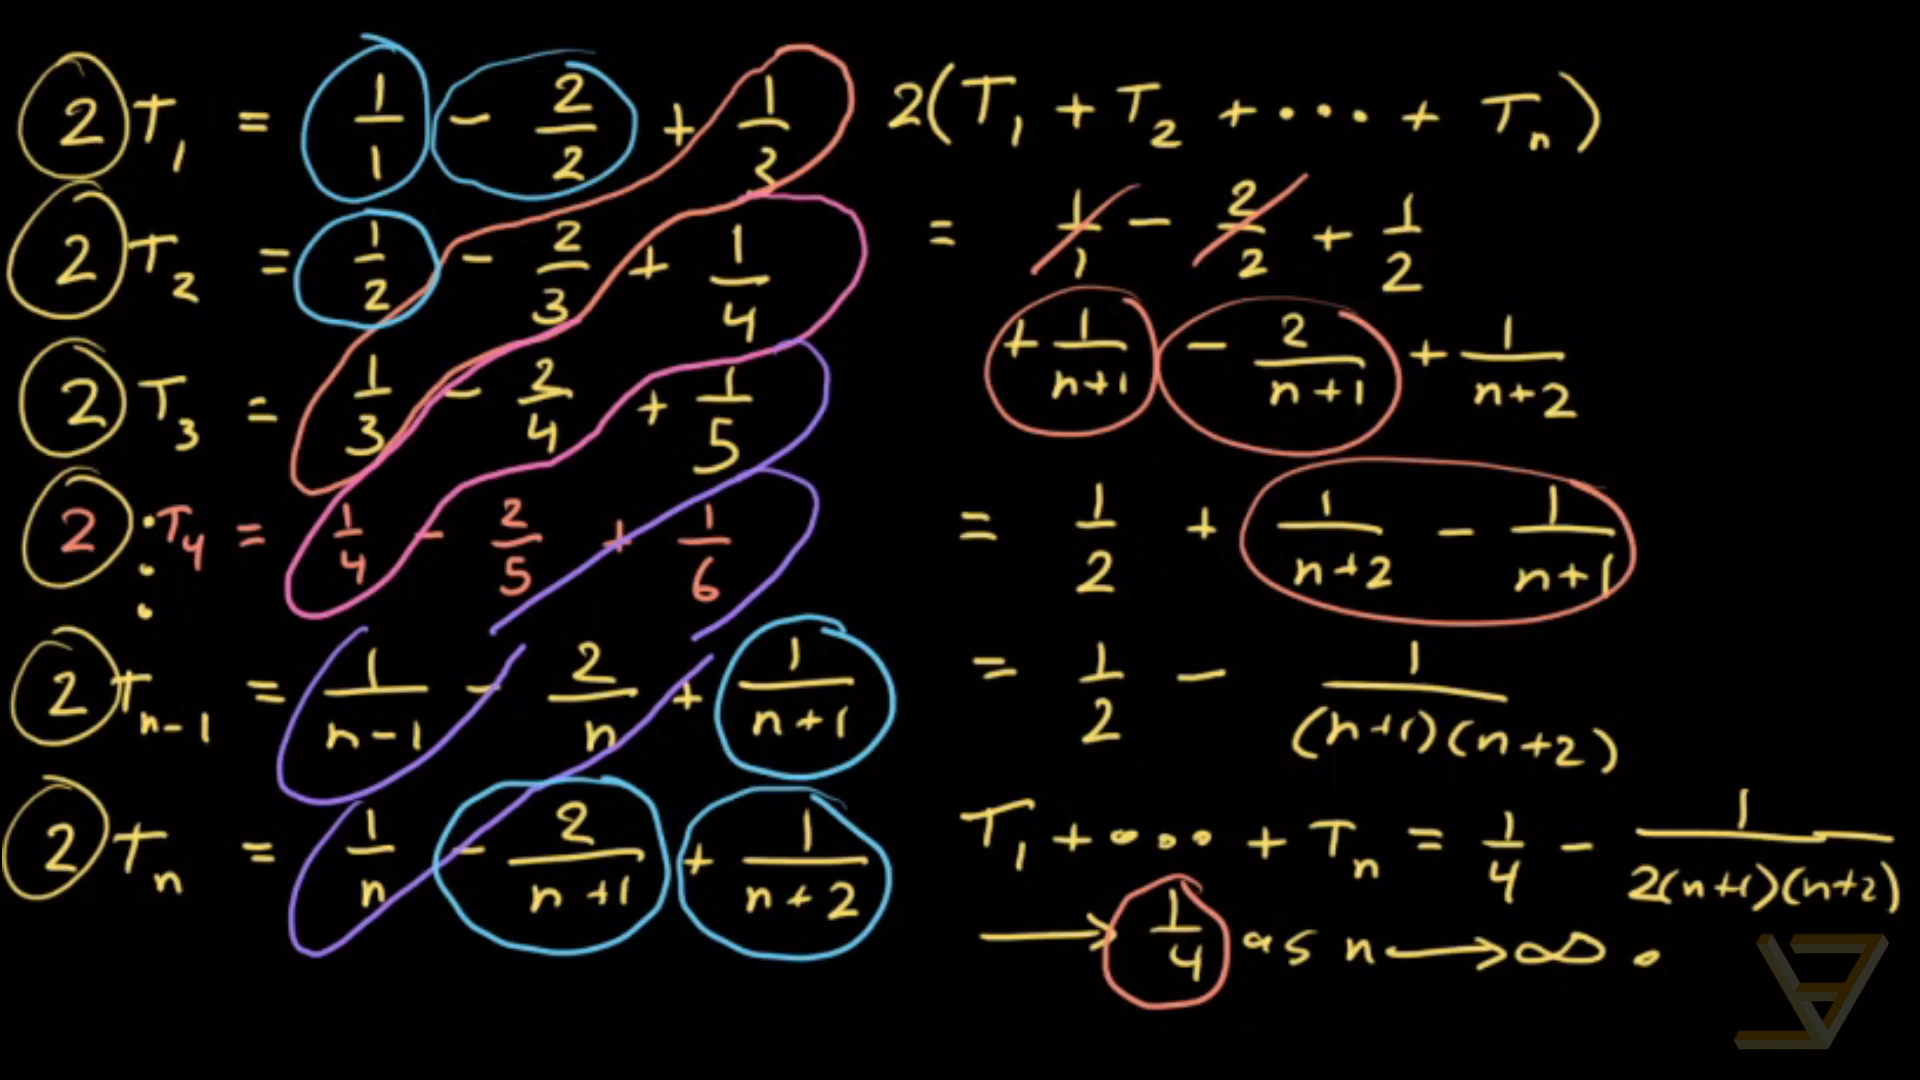 2T₁ = 1/1 - 2/2 + 1/3
2T₂ = 1/2 - 2/3 + 1/4
2T₃ = 1/3 - 2/4 + 1/5
2T₄ = 1/4 - 2/5 + 1/6
⋮
2Tₙ₋₁ = 1/(n-1) - 2/n + 1/(n+1)
2Tₙ = 1/n - 2/(n+1) + 1/(n+2)
2(T₁ + T₂ + ... + Tₙ)
= 1/1 - 2/2 + 1/2
+ 1/(n+1) - 2/(n+1) + 1/(n+2)
= 1/2 + 1/(n+2) - 1/(n+1)
= 1/2 - 1/((n+1)(n+2))
T₁ + ... + Tₙ = 1/4 - 1/(2(n+1)(n+2))
→ 1/4 as n → ∞.